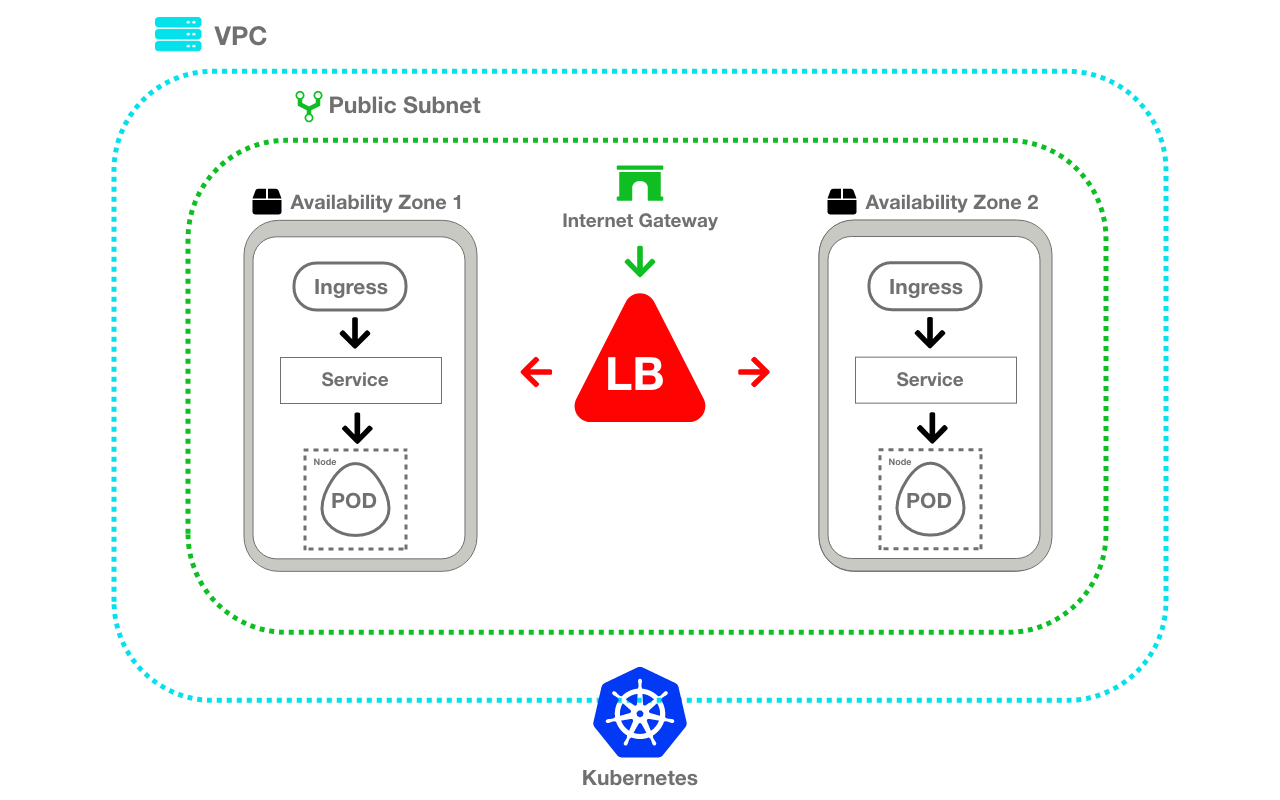 VPC
Public Subnet
Availability Zone 1
Ingress
Service
Node
POD
Internet Gateway
LB
Availability Zone 2
Ingress
Service
Node
POD
Kubernetes